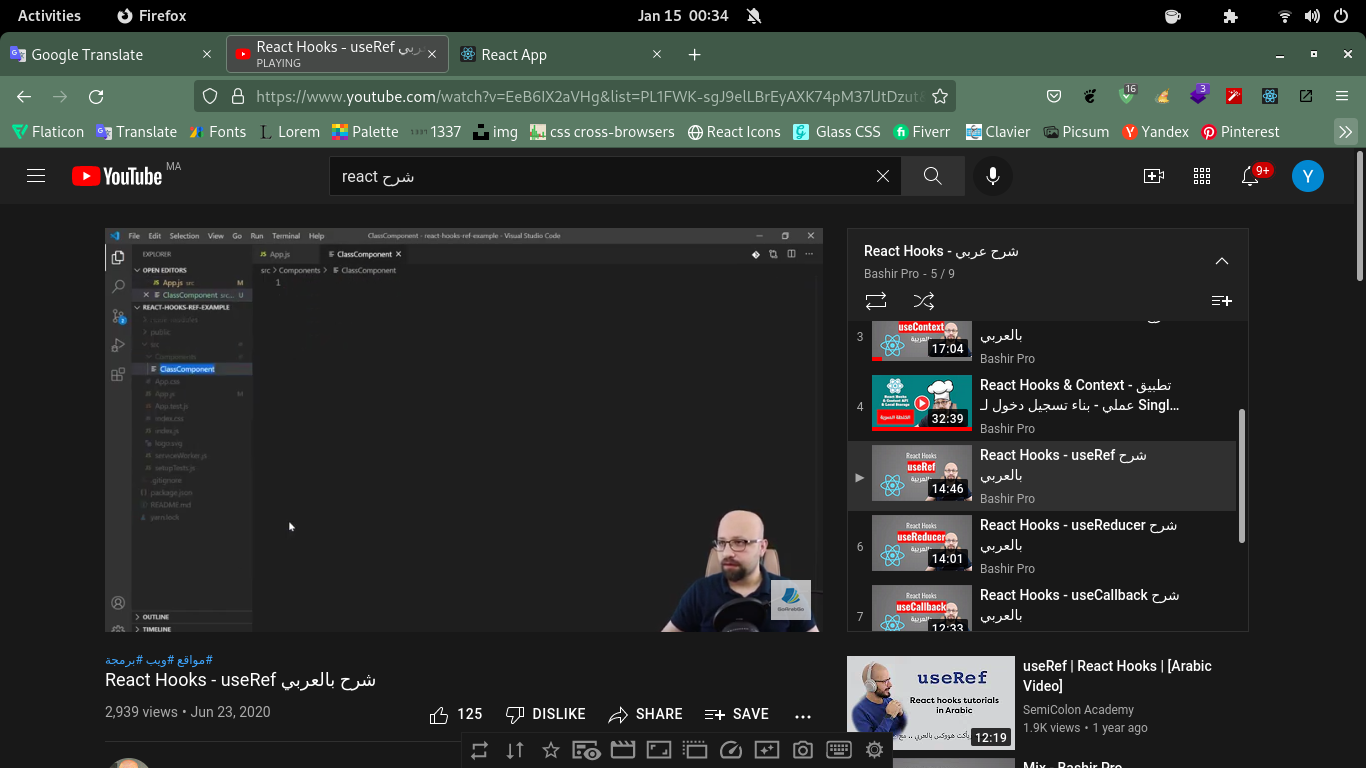 Activities
Firefox
Jan 15 00:34
Google Translate
React Hooks - useRef
PLAYING
React App
https://www.youtube.com/watch?v=EeB6IX2aVHg&list=PL1FWK-sgJ9elLBrEyAXK74pM37lJtDzut
16
3
Flaticon
Translate
Fonts
Lorem
Palette
1337
img
css cross-browsers
React Icons
Glass CSS
Fiverr
Clavier
Picsum
Yandex
Pinterest
YouTube MA
react شرح
9+
Y
File Edit Selection View Go Run Terminal Help
ClassComponent - react-hooks-ref-example - Visual Studio Code
EXPLORER
App.js
ClassComponent
OPEN EDITORS
src > Components > ClassComponent
App.js src M
1
ClassComponent src... U
REACT-HOOKS-REF-EXAMPLE
public
src
ClassComponent
App.css
App.js M
App.test.js
index.css
index.js
logo.svg
serviceWorker.js
setupTests.js
.gitignore
package.json
README.md
yarn.lock
OUTLINE
TIMELINE
React Hooks - شرح عربي
Bashir Pro - 5 / 9
3
useContext
17:04
بالعربي
Bashir Pro
4
32:39
React Hooks & Context - تطبيق
عملي - بناء تسجيل دخول لـ Singl...
Bashir Pro
React Hooks
useRef
بالعربية
14:46
React Hooks - useRef شرح
بالعربي
Bashir Pro
6
React Hooks
useReducer
بالعربية
14:01
React Hooks - useReducer شرح
بالعربي
Bashir Pro
7
React Hooks
useCallback
بالعربية
12:33
React Hooks - useCallback شرح
بالعربي
#مواقع #ويب #برمجة
React Hooks - useRef شرح بالعربي
2,939 views • Jun 23, 2020
125
DISLIKE
SHARE
SAVE
useRef
React hooks tutorials
in Arabic
12:19
useRef | React Hooks | [Arabic
Video]
SemiColon Academy
1.9K views • 1 year ago
Mix - Bashir Pro